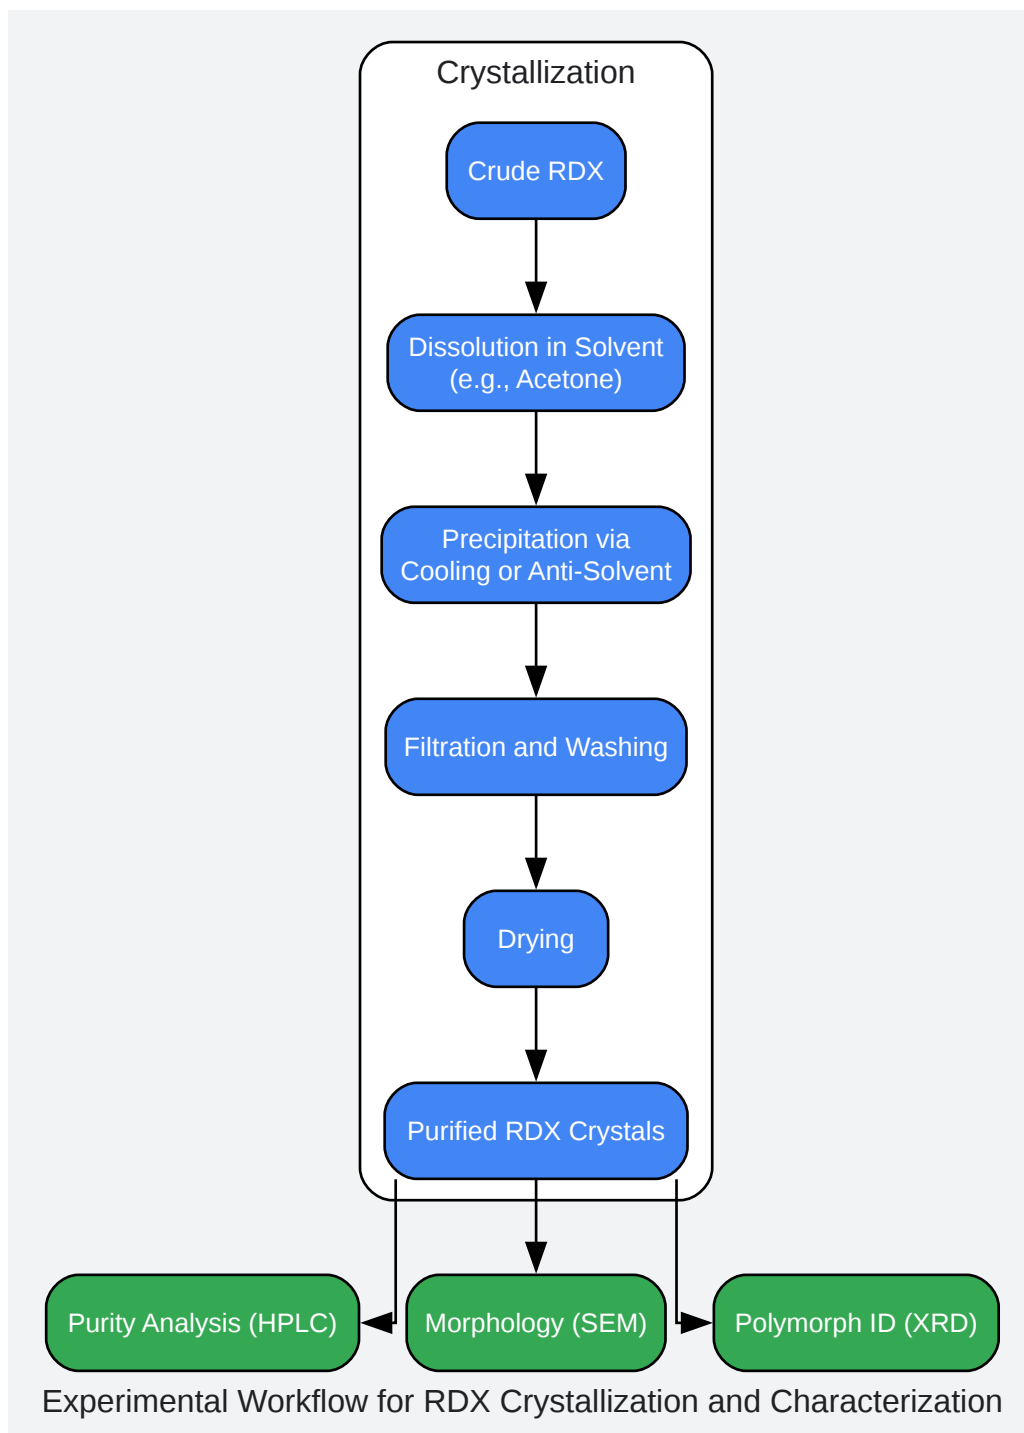 Crystallization
Crude RDX
Dissolution in Solvent
(e.g., Acetone)
Precipitation via
Cooling or Anti-Solvent
Filtration and Washing
Drying
Purified RDX Crystals
Purity Analysis (HPLC)
Morphology (SEM)
Polymorph ID (XRD)
Experimental Workflow for RDX Crystallization and Characterization